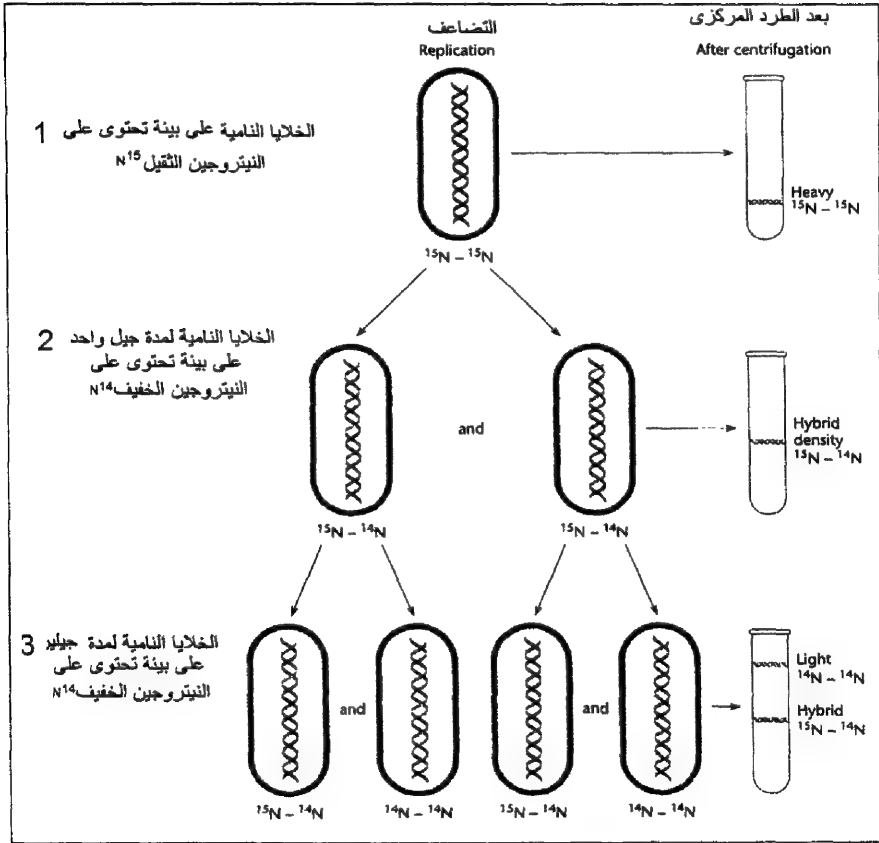 التضاعف
Replication
بعد الطرد المركزى
After centrifugation
1 الخلايا النامية على بيئة تحتوى على
النيتروجين الثقيل N15
Heavy
15N – 15N
15N – 15N
2 الخلايا النامية لمدة جيل واحد
على بيئة تحتوى على
النيتروجين الخفيف N14
and
Hybrid
density
15N – 14N
15N – 14N
15N – 14N
3 الخلايا النامية لمدة
على بيئة تحتوى على
النيتروجين الخفيف N14
and
and
Light
14N – 14N
Hybrid
15N – 14N
15N – 14N
14N – 14N
15N – 14N
14N – 14N